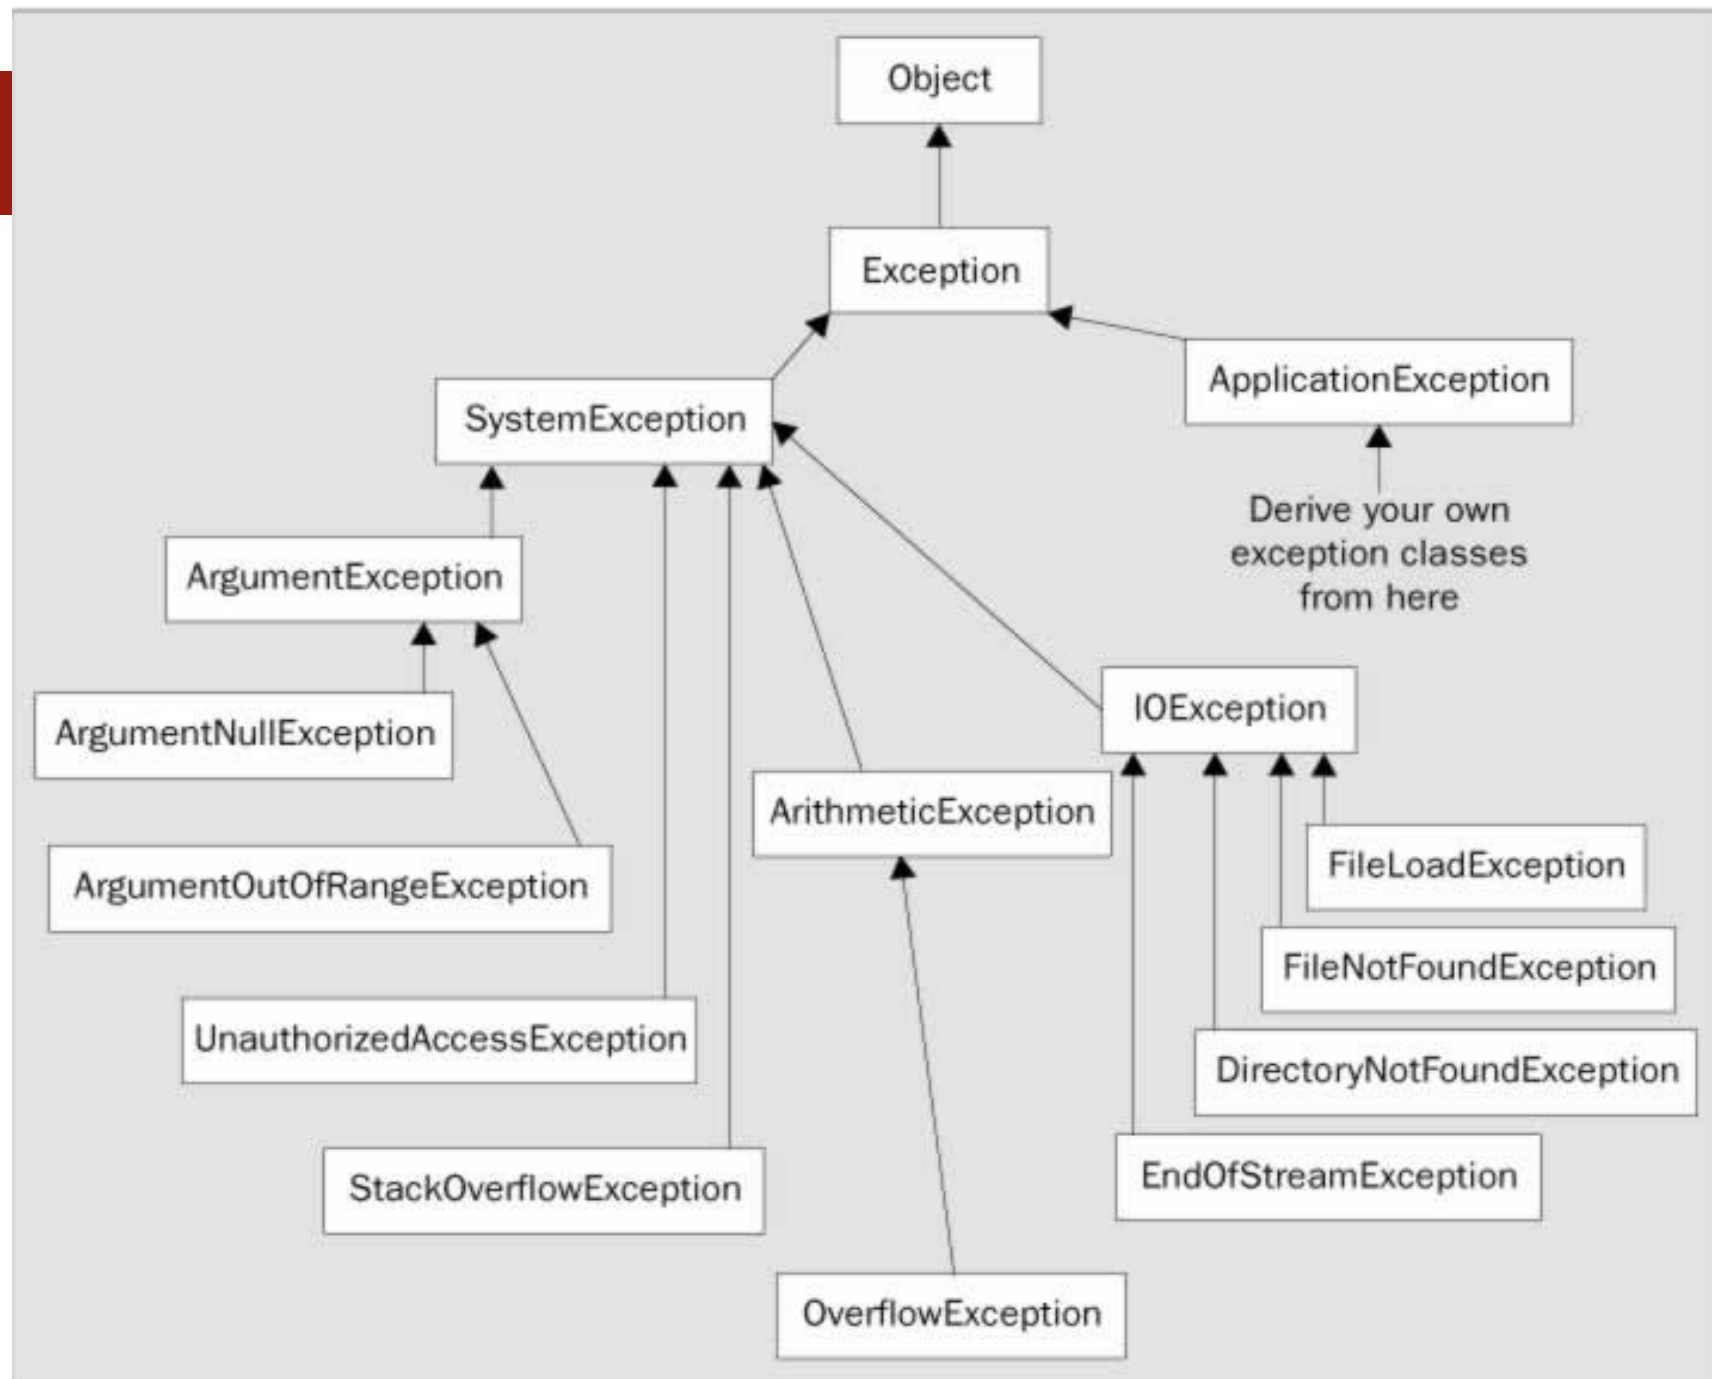 Object
Exception
ApplicationException
SystemException
Derive your own
exception classes
from here
ArgumentException
IOException
ArgumentNullException
ArithmeticException
FileLoadException
ArgumentOutOfRangeException
FileNotFoundException
UnauthorizedAccessException
DirectoryNotFoundException
EndOfStreamException
StackOverflowException
OverflowException